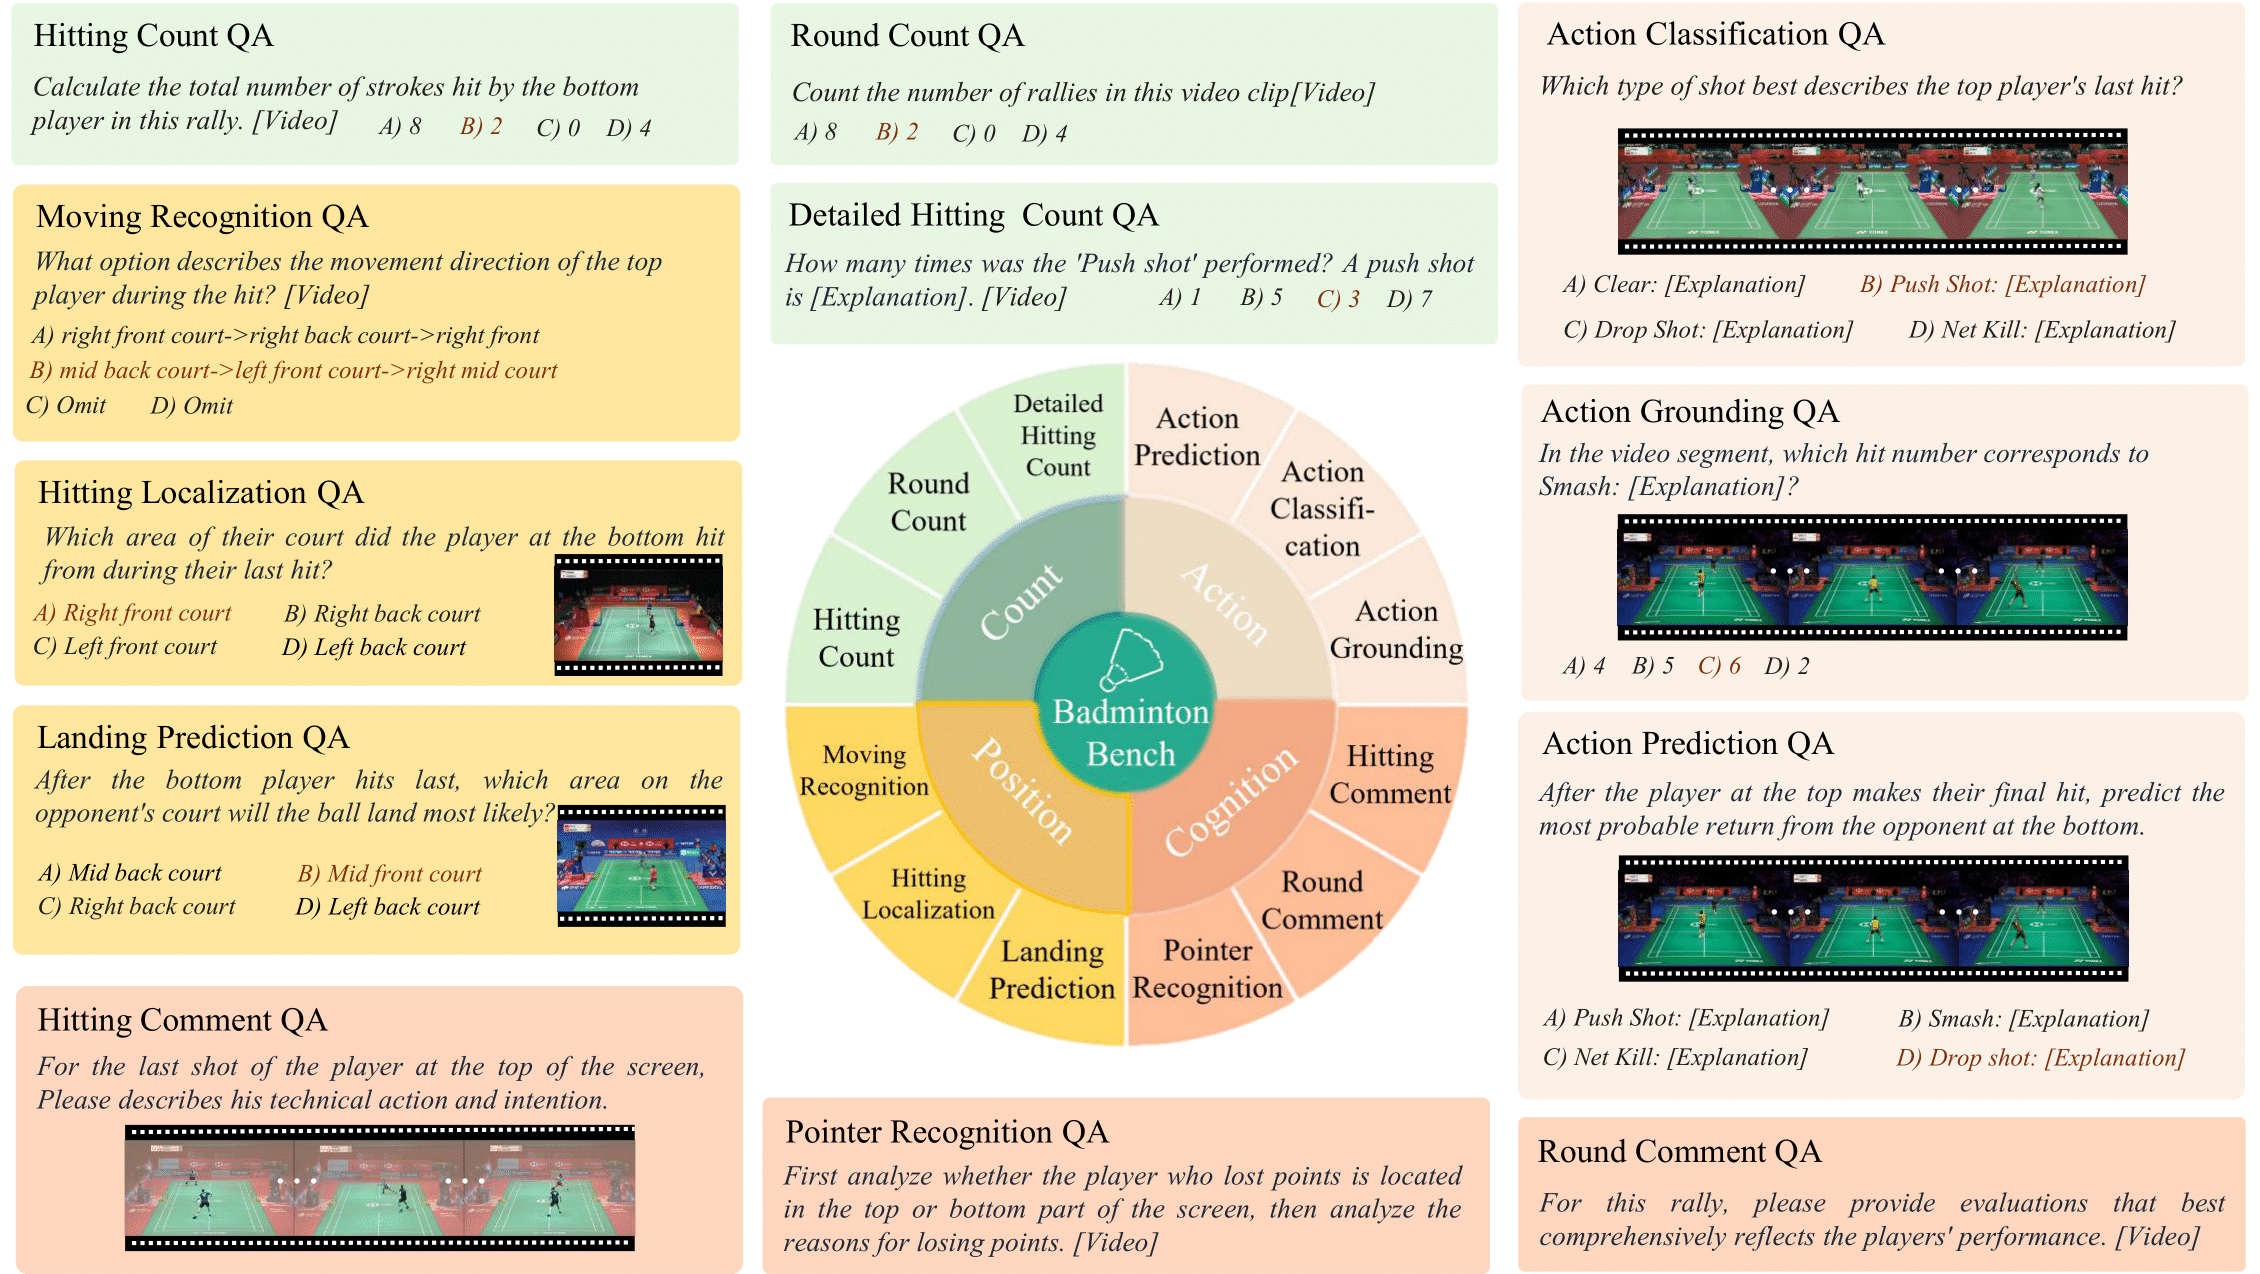 Hitting Count QA
Calculate the total number of strokes hit by the bottom
player in this rally. [Video] A) 8 B) 2 C) 0 D) 4
Moving Recognition QA
What option describes the movement direction of the top
player during the hit? [Video]
A) right front court->right back court->right front
B) mid back court->left front court->right mid court
C) Omit D) Omit
Hitting Localization QA
Which area of their court did the player at the bottom hit
from during their last hit?
A) Right front court B) Right back court
C) Left front court D) Left back court
Landing Prediction QA
After the bottom player hits last, which area on the
opponent's court will the ball land most likely?
A) Mid back court B) Mid front court
C) Right back court D) Left back court
Hitting Comment QA
For the last shot of the player at the top of the screen,
Please describes his technical action and intention.
Round Count QA
Count the number of rallies in this video clip[Video]
A) 8 B) 2 C) 0 D) 4
Detailed Hitting Count QA
How many times was the 'Push shot' performed? A push shot
is [Explanation]. [Video] A) 1 B) 5 C) 3 D) 7
Detailed
Hitting
Count
Action
Prediction
Round
Count
Action
Classifi-
cation
Hitting
Count
Action
Grounding
Count
Action
Badminton
Bench
Position
Cognition
Moving
Recognition
Hitting
Comment
Hitting
Localization
Round
Comment
Landing
Prediction
Pointer
Recognition
Pointer Recognition QA
First analyze whether the player who lost points is located
in the top or bottom part of the screen, then analyze the
reasons for losing points. [Video]
Action Classification QA
Which type of shot best describes the top player's last hit?
A) Clear: [Explanation] B) Push Shot: [Explanation]
C) Drop Shot: [Explanation] D) Net Kill: [Explanation]
Action Grounding QA
In the video segment, which hit number corresponds to
Smash: [Explanation]?
A) 4 B) 5 C) 6 D) 2
Action Prediction QA
After the player at the top makes their final hit, predict the
most probable return from the opponent at the bottom.
A) Push Shot: [Explanation] B) Smash: [Explanation]
C) Net Kill: [Explanation] D) Drop shot: [Explanation]
Round Comment QA
For this rally, please provide evaluations that best
comprehensively reflects the players' performance. [Video]